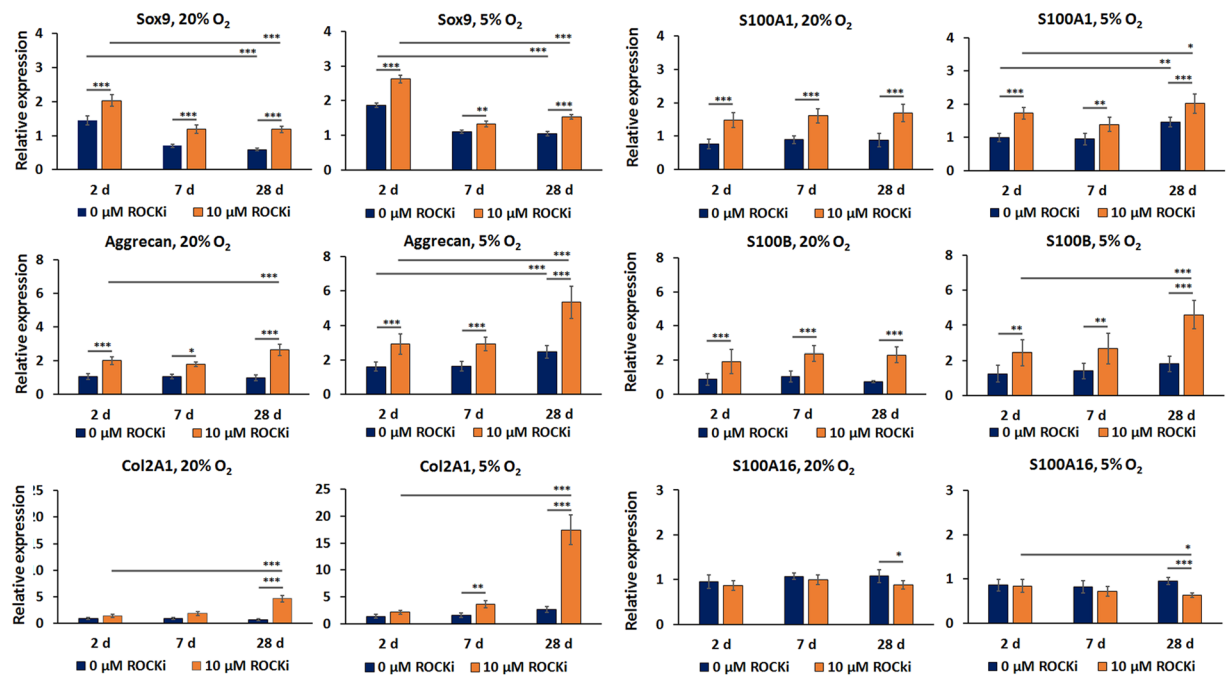 Sox9, 20% O₂
Relative expression
4
3
2
1
0
***
***
***
***
***
2 d 7 d 28 d
0 μM ROCKi 10 μM ROCKi
Sox9, 5% O₂
4
3
2
1
0
***
***
***
**
***
2 d 7 d 28 d
0 μM ROCKi 10 μM ROCKi
S100A1, 20% O₂
Relative expression
4
3
2
1
0
*** *** ***
2 d 7 d 28 d
0 μM ROCKi 10 μM ROCKi
S100A1, 5% O₂
4
3
2
1
0
*
**
***
**
***
2 d 7 d 28 d
0 μM ROCKi 10 μM ROCKi
Aggrecan, 20% O₂
Relative expression
8
6
4
2
0
***
***
*
***
2 d 7 d 28 d
0 μM ROCKi 10 μM ROCKi
Aggrecan, 5% O₂
8
6
4
2
0
***
***
***
***
***
2 d 7 d 28 d
0 μM ROCKi 10 μM ROCKi
S100B, 20% O₂
Relative expression
8
6
4
2
0
*** *** ***
2 d 7 d 28 d
0 μM ROCKi 10 μM ROCKi
S100B, 5% O₂
8
6
4
2
0
***
***
**
**
2 d 7 d 28 d
0 μM ROCKi 10 μM ROCKi
Col2A1, 20% O₂
Relative expression
25
20
15
10
5
0
***
***
2 d 7 d 28 d
0 μM ROCKi 10 μM ROCKi
Col2A1, 5% O₂
25
20
15
10
5
0
***
***
**
2 d 7 d 28 d
0 μM ROCKi 10 μM ROCKi
S100A16, 20% O₂
Relative expression
3
2
1
0
*
2 d 7 d 28 d
0 μM ROCKi 10 μM ROCKi
S100A16, 5% O₂
3
2
1
0
*
***
2 d 7 d 28 d
0 μM ROCKi 10 μM ROCKi